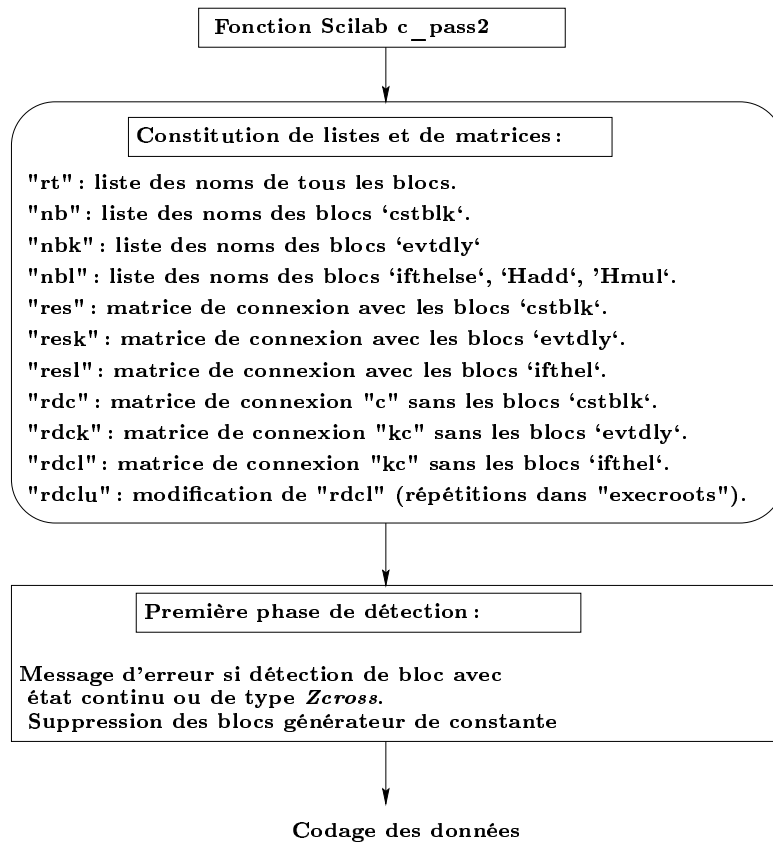 Fonction Scilab c_pass2
Constitution de listes et de matrices :
"rt" : liste des noms de tous les blocs.
"nb" : liste des noms des blocs ‘cstblk‘.
"nbk" : liste des noms des blocs ‘evtdly‘
"nbl" : liste des noms des blocs ‘ifthelse‘, ‘Hadd‘, ’Hmul‘.
"res" : matrice de connexion avec les blocs ‘cstblk‘.
"resk" : matrice de connexion avec les blocs ‘evtdly‘.
"resl" : matrice de connexion avec les blocs ‘ifthel‘.
"rdc" : matrice de connexion "c" sans les blocs ‘cstblk‘.
"rdck" : matrice de connexion "kc" sans les blocs ‘evtdly‘.
"rdcl" : matrice de connexion "kc" sans les blocs ‘ifthel‘.
"rdclu" : modification de "rdcl" (répétitions dans "execroots").
Première phase de détection :
Message d'erreur si détection de bloc avec
état continu ou de type Zcross.
Suppression des blocs générateur de constante
Codage des données